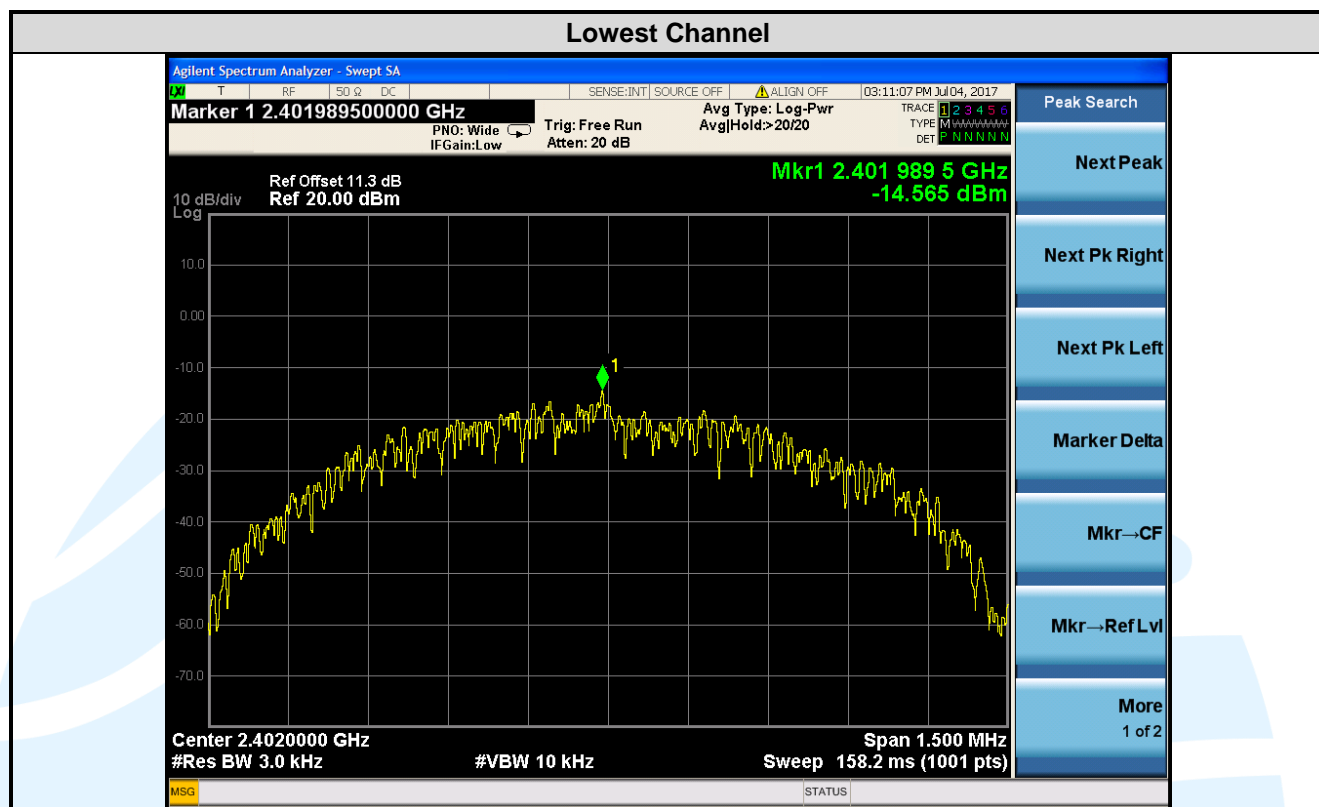 Lowest Channel
Agilent Spectrum Analyzer - Swept SA
LXI T RF 50 Ω DC SENSE:INT SOURCE OFF ALIGN OFF 03:11:07 PM Jul 04, 2017
Marker 1 2.401989500000 GHz
PNO: Wide
IFGain:Low
Trig: Free Run
Atten: 20 dB
Avg Type: Log-Pwr
Avg|Hold:>20/20
TRACE 1 2 3 4 5 6
TYPE M WWWWW
DET P N N N N N
Mkr1 2.401 989 5 GHz
-14.565 dBm
Ref Offset 11.3 dB
10 dB/div Ref 20.00 dBm
Log
10.0
0.00
-10.0
-20.0
-30.0
-40.0
-50.0
-60.0
-70.0
1
Center 2.4020000 GHz Span 1.500 MHz
#Res BW 3.0 kHz #VBW 10 kHz Sweep 158.2 ms (1001 pts)
MSG STATUS
Peak Search
Next Peak
Next Pk Right
Next Pk Left
Marker Delta
Mkr→CF
Mkr→Ref Lvl
More
1 of 2